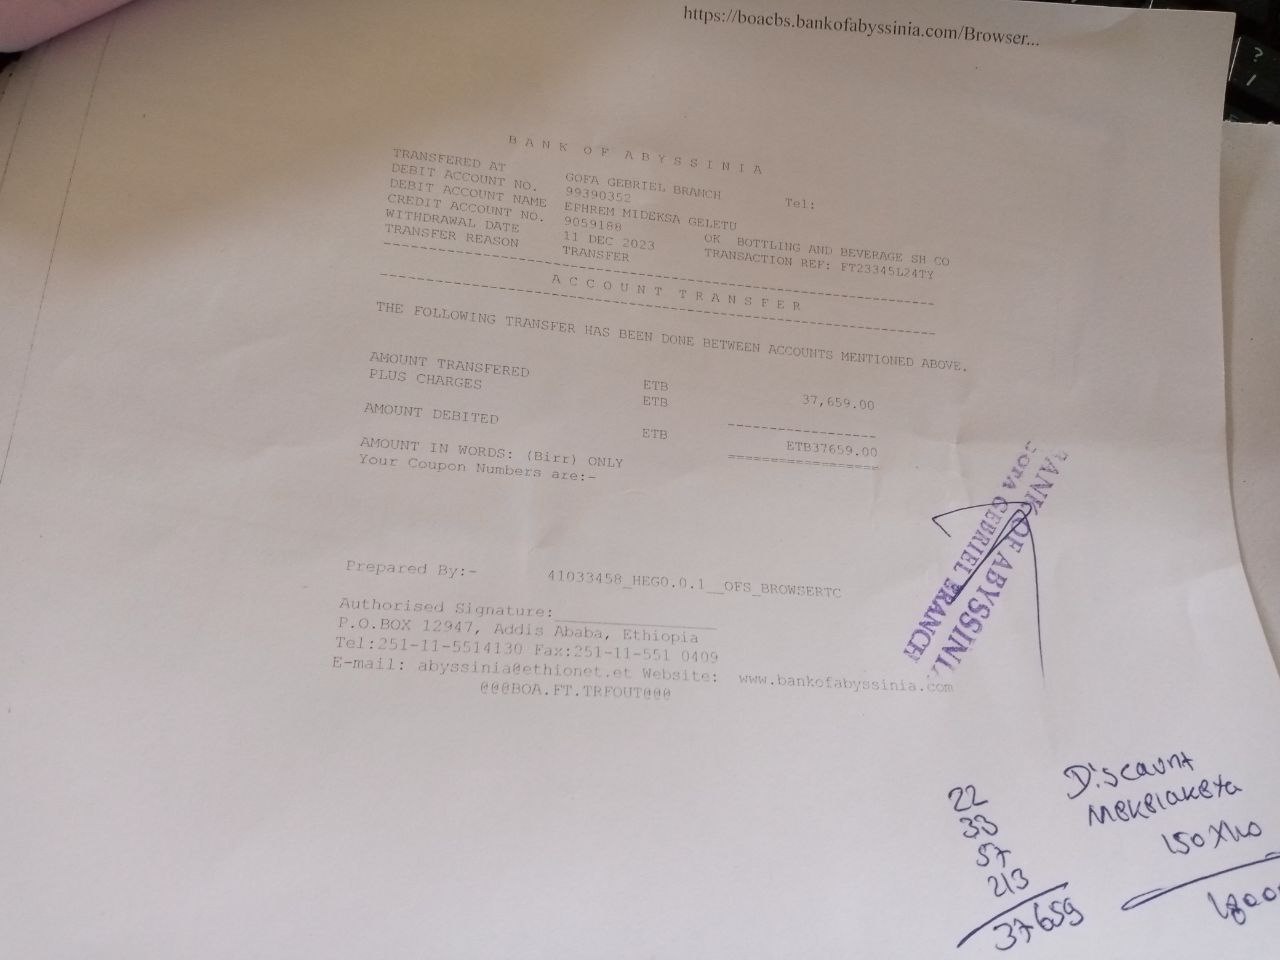 https://boacbs.bankofabyssinia.com/Browser...
BANK OF ABYSSINIA
TRANSFERED AT GOFA GEBRIEL BRANCH Tel:
DEBIT ACCOUNT NO. 99390352
DEBIT ACCOUNT NAME EPHREM MIDEKSA GELETU
CREDIT ACCOUNT NO. 9059188 OK BOTTLING AND BEVERAGE SH CO
WITHDRAWAL DATE 11 DEC 2023 TRANSACTION REF: FT23345L24TY
TRANSFER REASON TRANSFER
ACCOUNT TRANSFER
THE FOLLOWING TRANSFER HAS BEEN DONE BETWEEN ACCOUNTS MENTIONED ABOVE.
AMOUNT TRANSFERED ETB 37,659.00
PLUS CHARGES ETB
AMOUNT DEBITED ETB ETB37659.00
AMOUNT IN WORDS: (Birr) ONLY
Your Coupon Numbers are:-
BANK OF ABYSSINIA
GOFA GEBRIEL BRANCH
Prepared By:- 41033458_HEGO.0.1__OFS_BROWSERTC
Authorised Signature:
P.O.BOX 12947, Addis Ababa, Ethiopia
Tel:251-11-5514130 Fax:251-11-551 0409
E-mail: abyssinia@ethionet.et Website: www.bankofabyssinia.com
@@@BOA.FT.TRFOUT@@@
22
33
57
213
37659
Discaunt